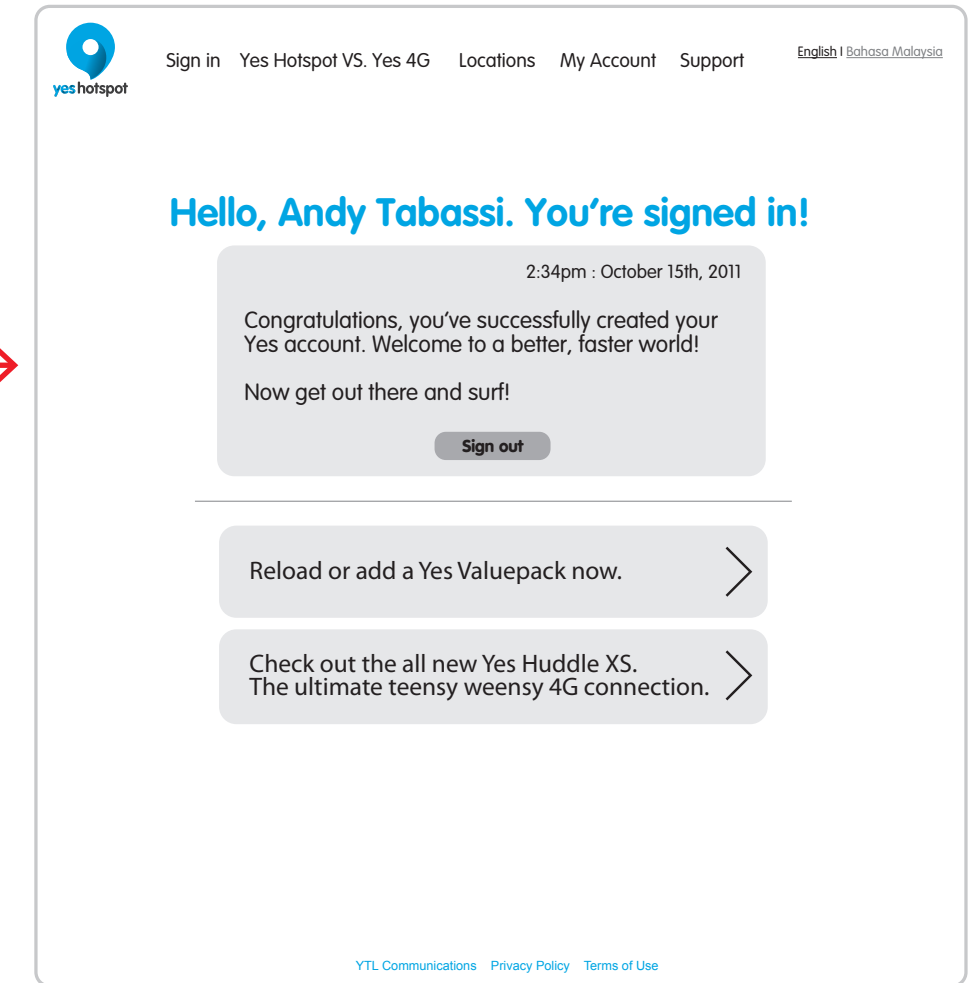 yes hotspot
Sign in Yes Hotspot VS. Yes 4G Locations My Account Support
English I Bahasa Malaysia
Hello, Andy Tabassi. You’re signed in!
2:34pm : October 15th, 2011
Congratulations, you’ve successfully created your
Yes account. Welcome to a better, faster world!
Now get out there and surf!
Sign out
Reload or add a Yes Valuepack now.
Check out the all new Yes Huddle XS.
The ultimate teensy weensy 4G connection.
YTL Communications Privacy Policy Terms of Use